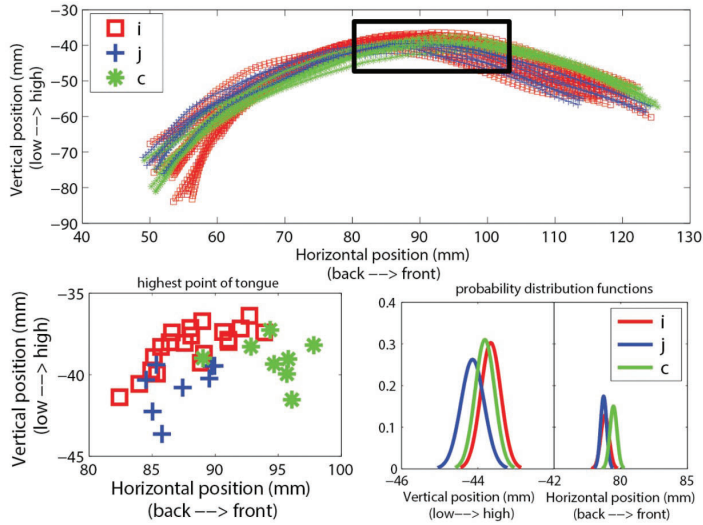 −30
−40
−50
−60
−70
−80
−90
Vertical position (mm)
(low −−> high)
i
j
c
40 50 60 70 80 90 100 110 120 130
Horizontal position (mm)
(back −−> front)
highest point of tongue
−35
−40
−45
Vertical position (mm)
(low −−> high)
80 85 90 95 100
Horizontal position (mm)
(back −−> front)
probability distribution functions
0.4
0.3
0.2
0.1
0
i
j
c
−46 −44 −42 80 85
Vertical position (mm) Horizontal position (mm)
(low−−> high) (back −−> front)